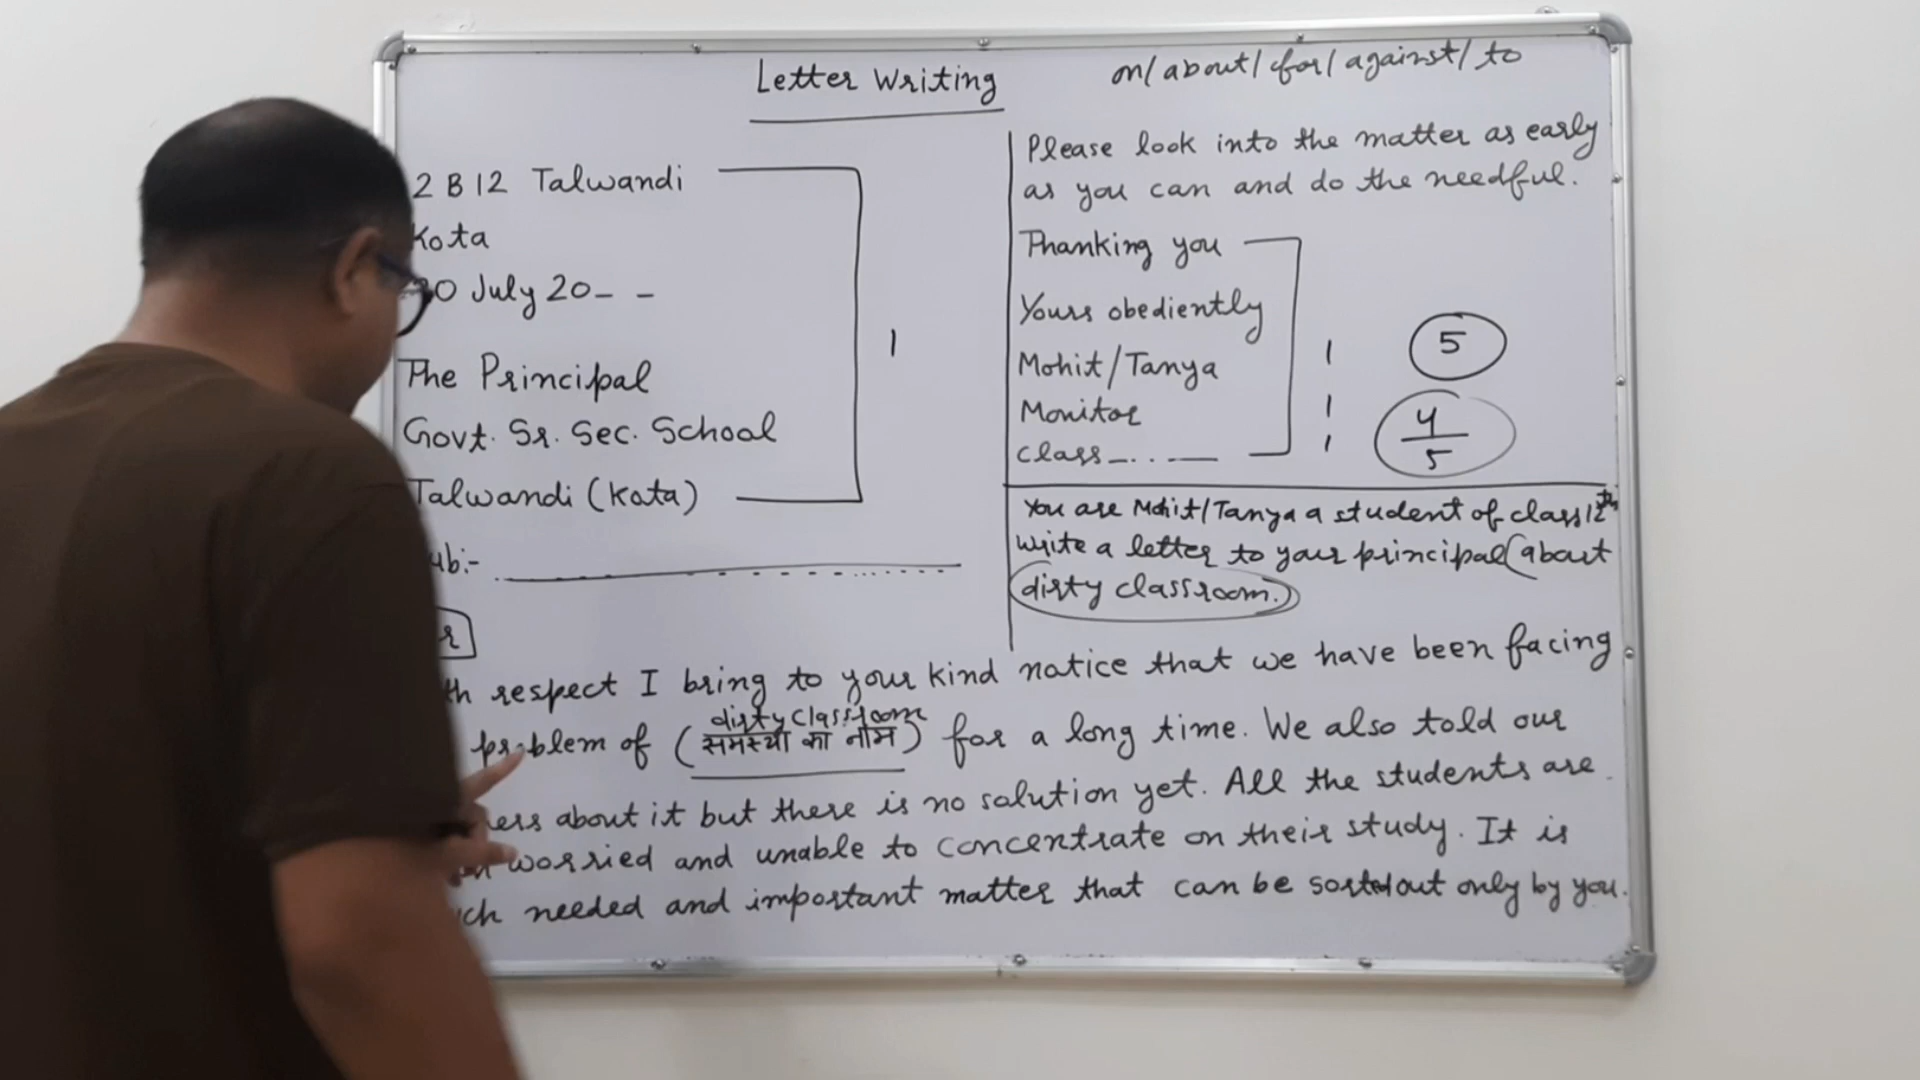 Letter Writing
on/about/for/against/to
2 B 12 Talwandi
Kota
0 July 20 - -
The Principal
Govt. Sr. Sec. School
Talwandi (Kota)
1
ub:-
respect I bring to your kind notice that we have been facing
problem of (समस्या का नाम) for a long time. We also told our
dirty classroom
about it but there is no solution yet. All the students are
worried and unable to concentrate on their study. It is
needed and important matter that can be sorted out only by you.
Please look into the matter as early
as you can and do the needful.
Thanking you
Yours obediently
Mohit/Tanya
Monitor
class
1
1
1
5
4
5
You are Mohit/Tanya a student of class 12th
Write a letter to your principal (about
dirty classroom.)